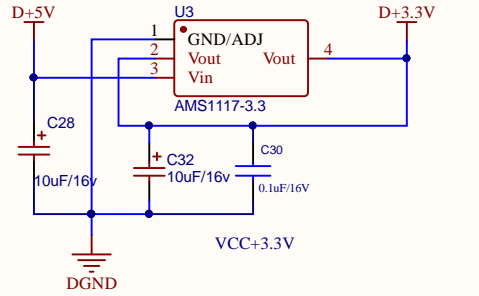 D+5V
U3
D+3.3V
1
GND/ADJ
2
Vout
Vout
4
3
Vin
AMS1117-3.3
C28
10uF/16v
C32
10uF/16v
C30
0.1uF/16V
VCC+3.3V
DGND